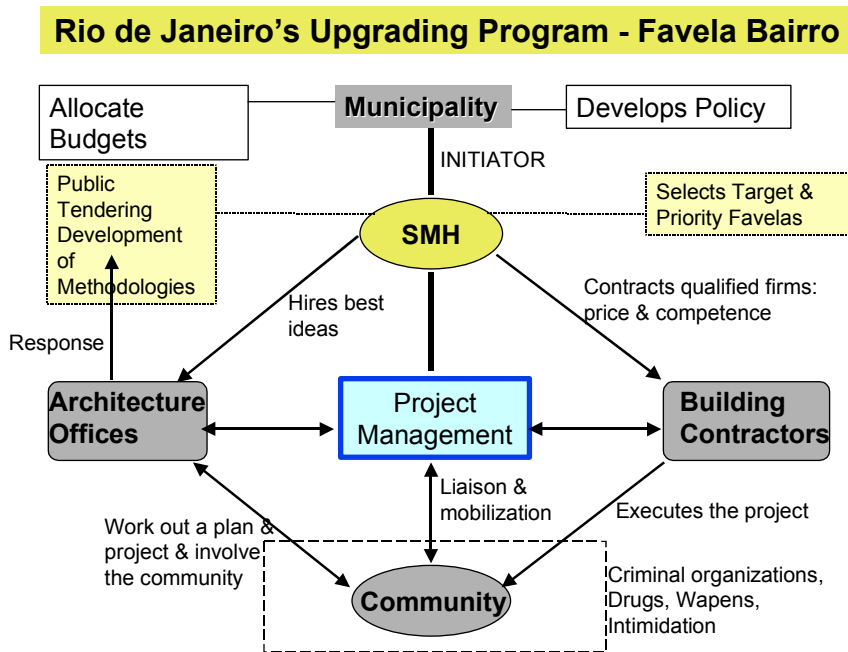 Rio de Janeiro's Upgrading Program - Favela Bairro
Allocate
Budgets
Municipality
Develops Policy
INITIATOR
Public
Tendering
Development
of
Methodologies
SMH
Selects Target &
Priority Favelas
Hires best
ideas
Contracts qualified firms:
price & competence
Response
Architecture
Offices
Project
Management
Building
Contractors
Liaison &
mobilization
Executes the project
Work out a plan &
project & involve
the community
Community
Criminal organizations,
Drugs, Wapens,
Intimidation